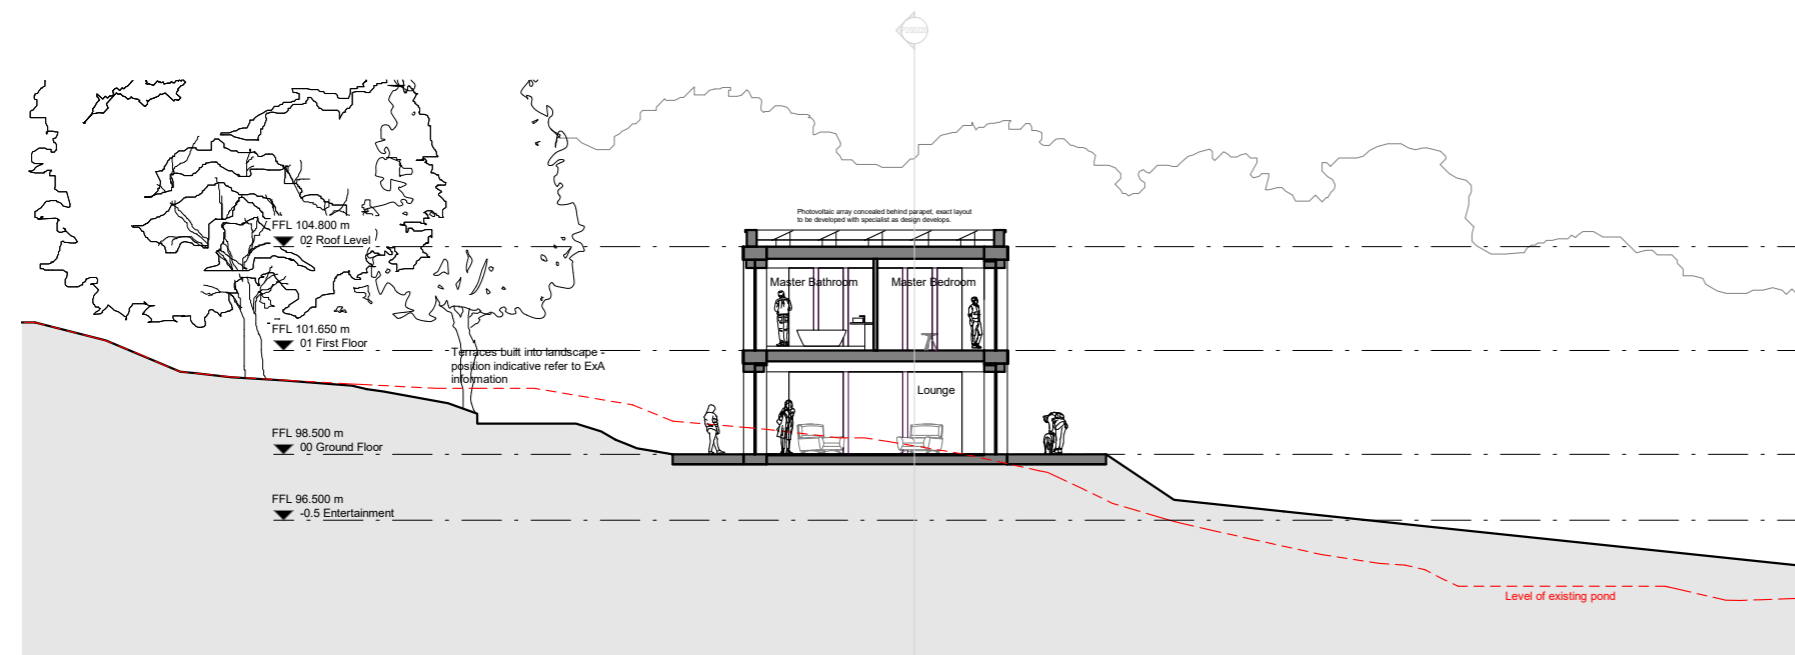 Photovoltaic array concealed behind parapet, exact layout
to be developed with specialist as design develops.
FFL 104.800 m
02 Roof Level
Master Bathroom
Master Bedroom
FFL 101.650 m
01 First Floor
Terraces built into landscape -
position indicative refer to ExA
information
Lounge
FFL 98.500 m
00 Ground Floor
FFL 96.500 m
-0.5 Entertainment
Level of existing pond